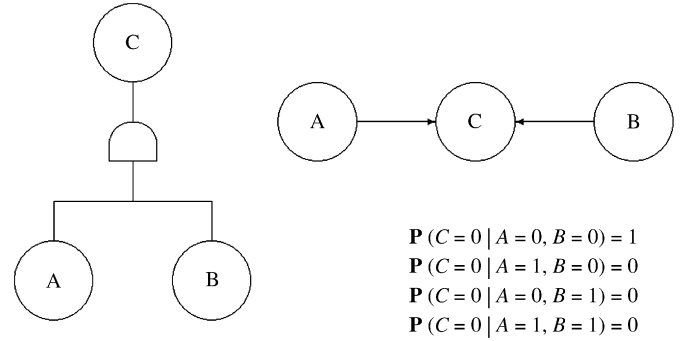 C
A
B
A
C
B
P (C = 0 | A = 0, B = 0) = 1
P (C = 0 | A = 1, B = 0) = 0
P (C = 0 | A = 0, B = 1) = 0
P (C = 0 | A = 1, B = 1) = 0